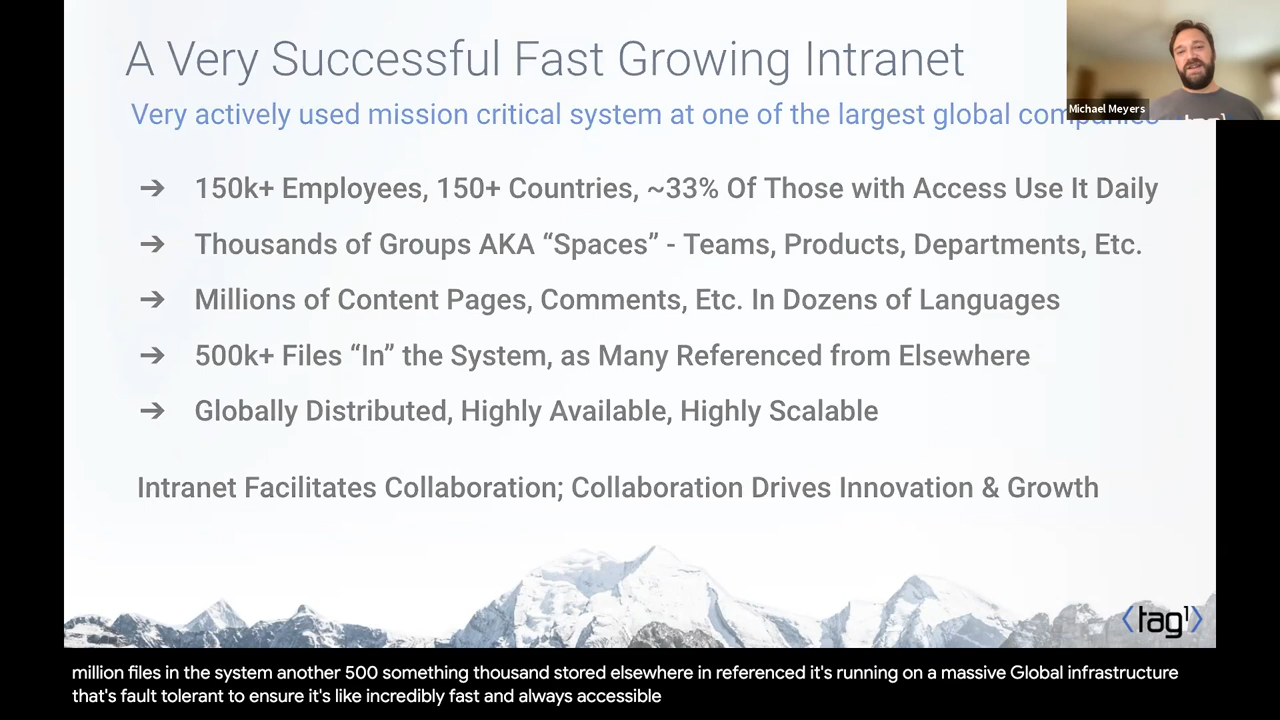 A Very Successful Fast Growing Intranet
Very actively used mission critical system at one of the largest global companies
Michael Meyers
➔ 150k+ Employees, 150+ Countries, ~33% Of Those with Access Use It Daily
➔ Thousands of Groups AKA “Spaces” - Teams, Products, Departments, Etc.
➔ Millions of Content Pages, Comments, Etc. In Dozens of Languages
➔ 500k+ Files “In” the System, as Many Referenced from Elsewhere
➔ Globally Distributed, Highly Available, Highly Scalable
Intranet Facilitates Collaboration; Collaboration Drives Innovation & Growth
⟨tag1⟩
million files in the system another 500 something thousand stored elsewhere in referenced it's running on a massive Global infrastructure
that's fault tolerant to ensure it's like incredibly fast and always accessible